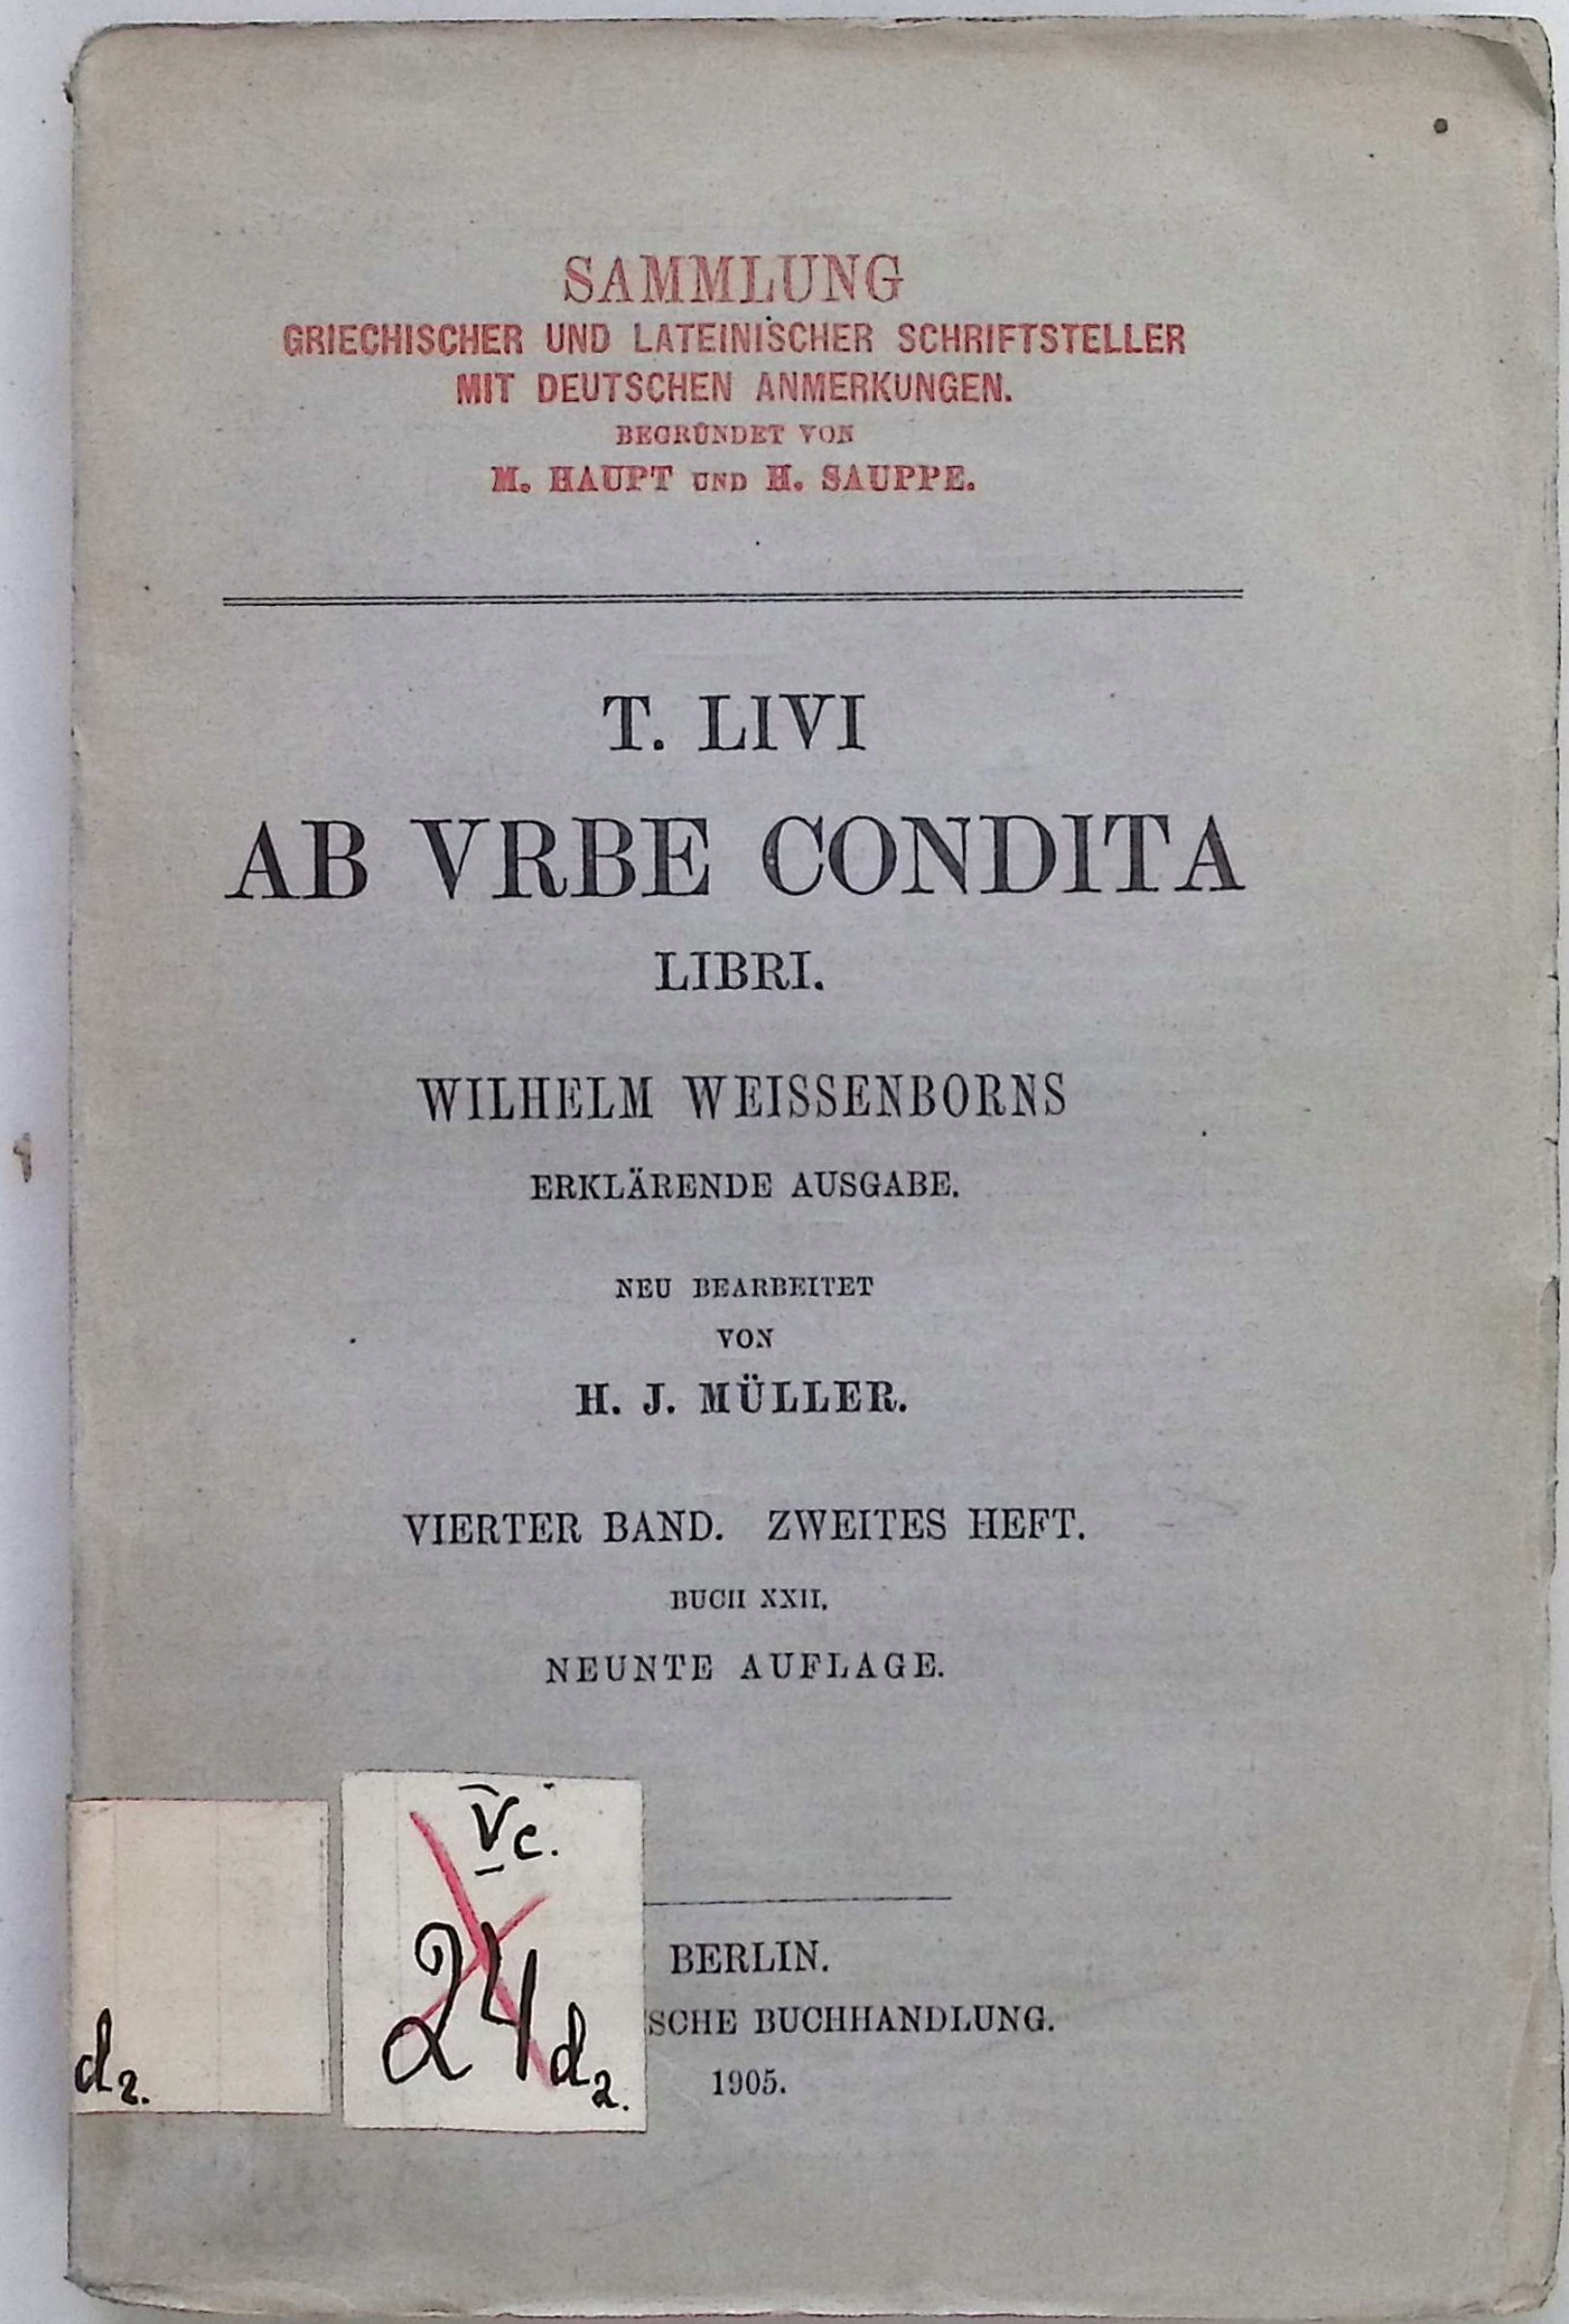 SAMMLUNG
GRIECHISCHER UND LATEINISCHER SCHRIFTSTELLER
MIT DEUTSCHEN ANMERKUNGEN.
BEGRÜNDET VON
M. HAUPT UND H. SAUPPE.
T. LIVI
AB VRBE CONDITA
LIBRI.
WILHELM WEISSENBORNS
ERKLÄRENDE AUSGABE.
NEU BEARBEITET
VON
H. J. MÜLLER.
VIERTER BAND. ZWEITES HEFT.
BUCH XXII.
NEUNTE AUFLAGE.
V c.
24 d2.
d2.
BERLIN.
SCHE BUCHHANDLUNG.
1905.